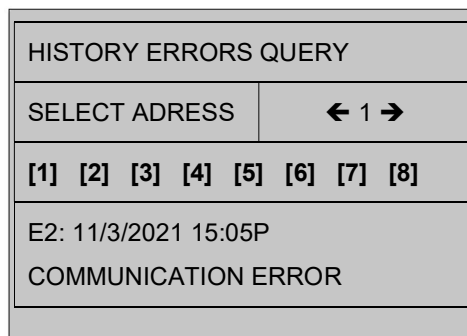 HISTORY ERRORS QUERY
SELECT ADRESS ← 1 →
[1] [2] [3] [4] [5] [6] [7] [8]
E2: 11/3/2021 15:05P
COMMUNICATION ERROR